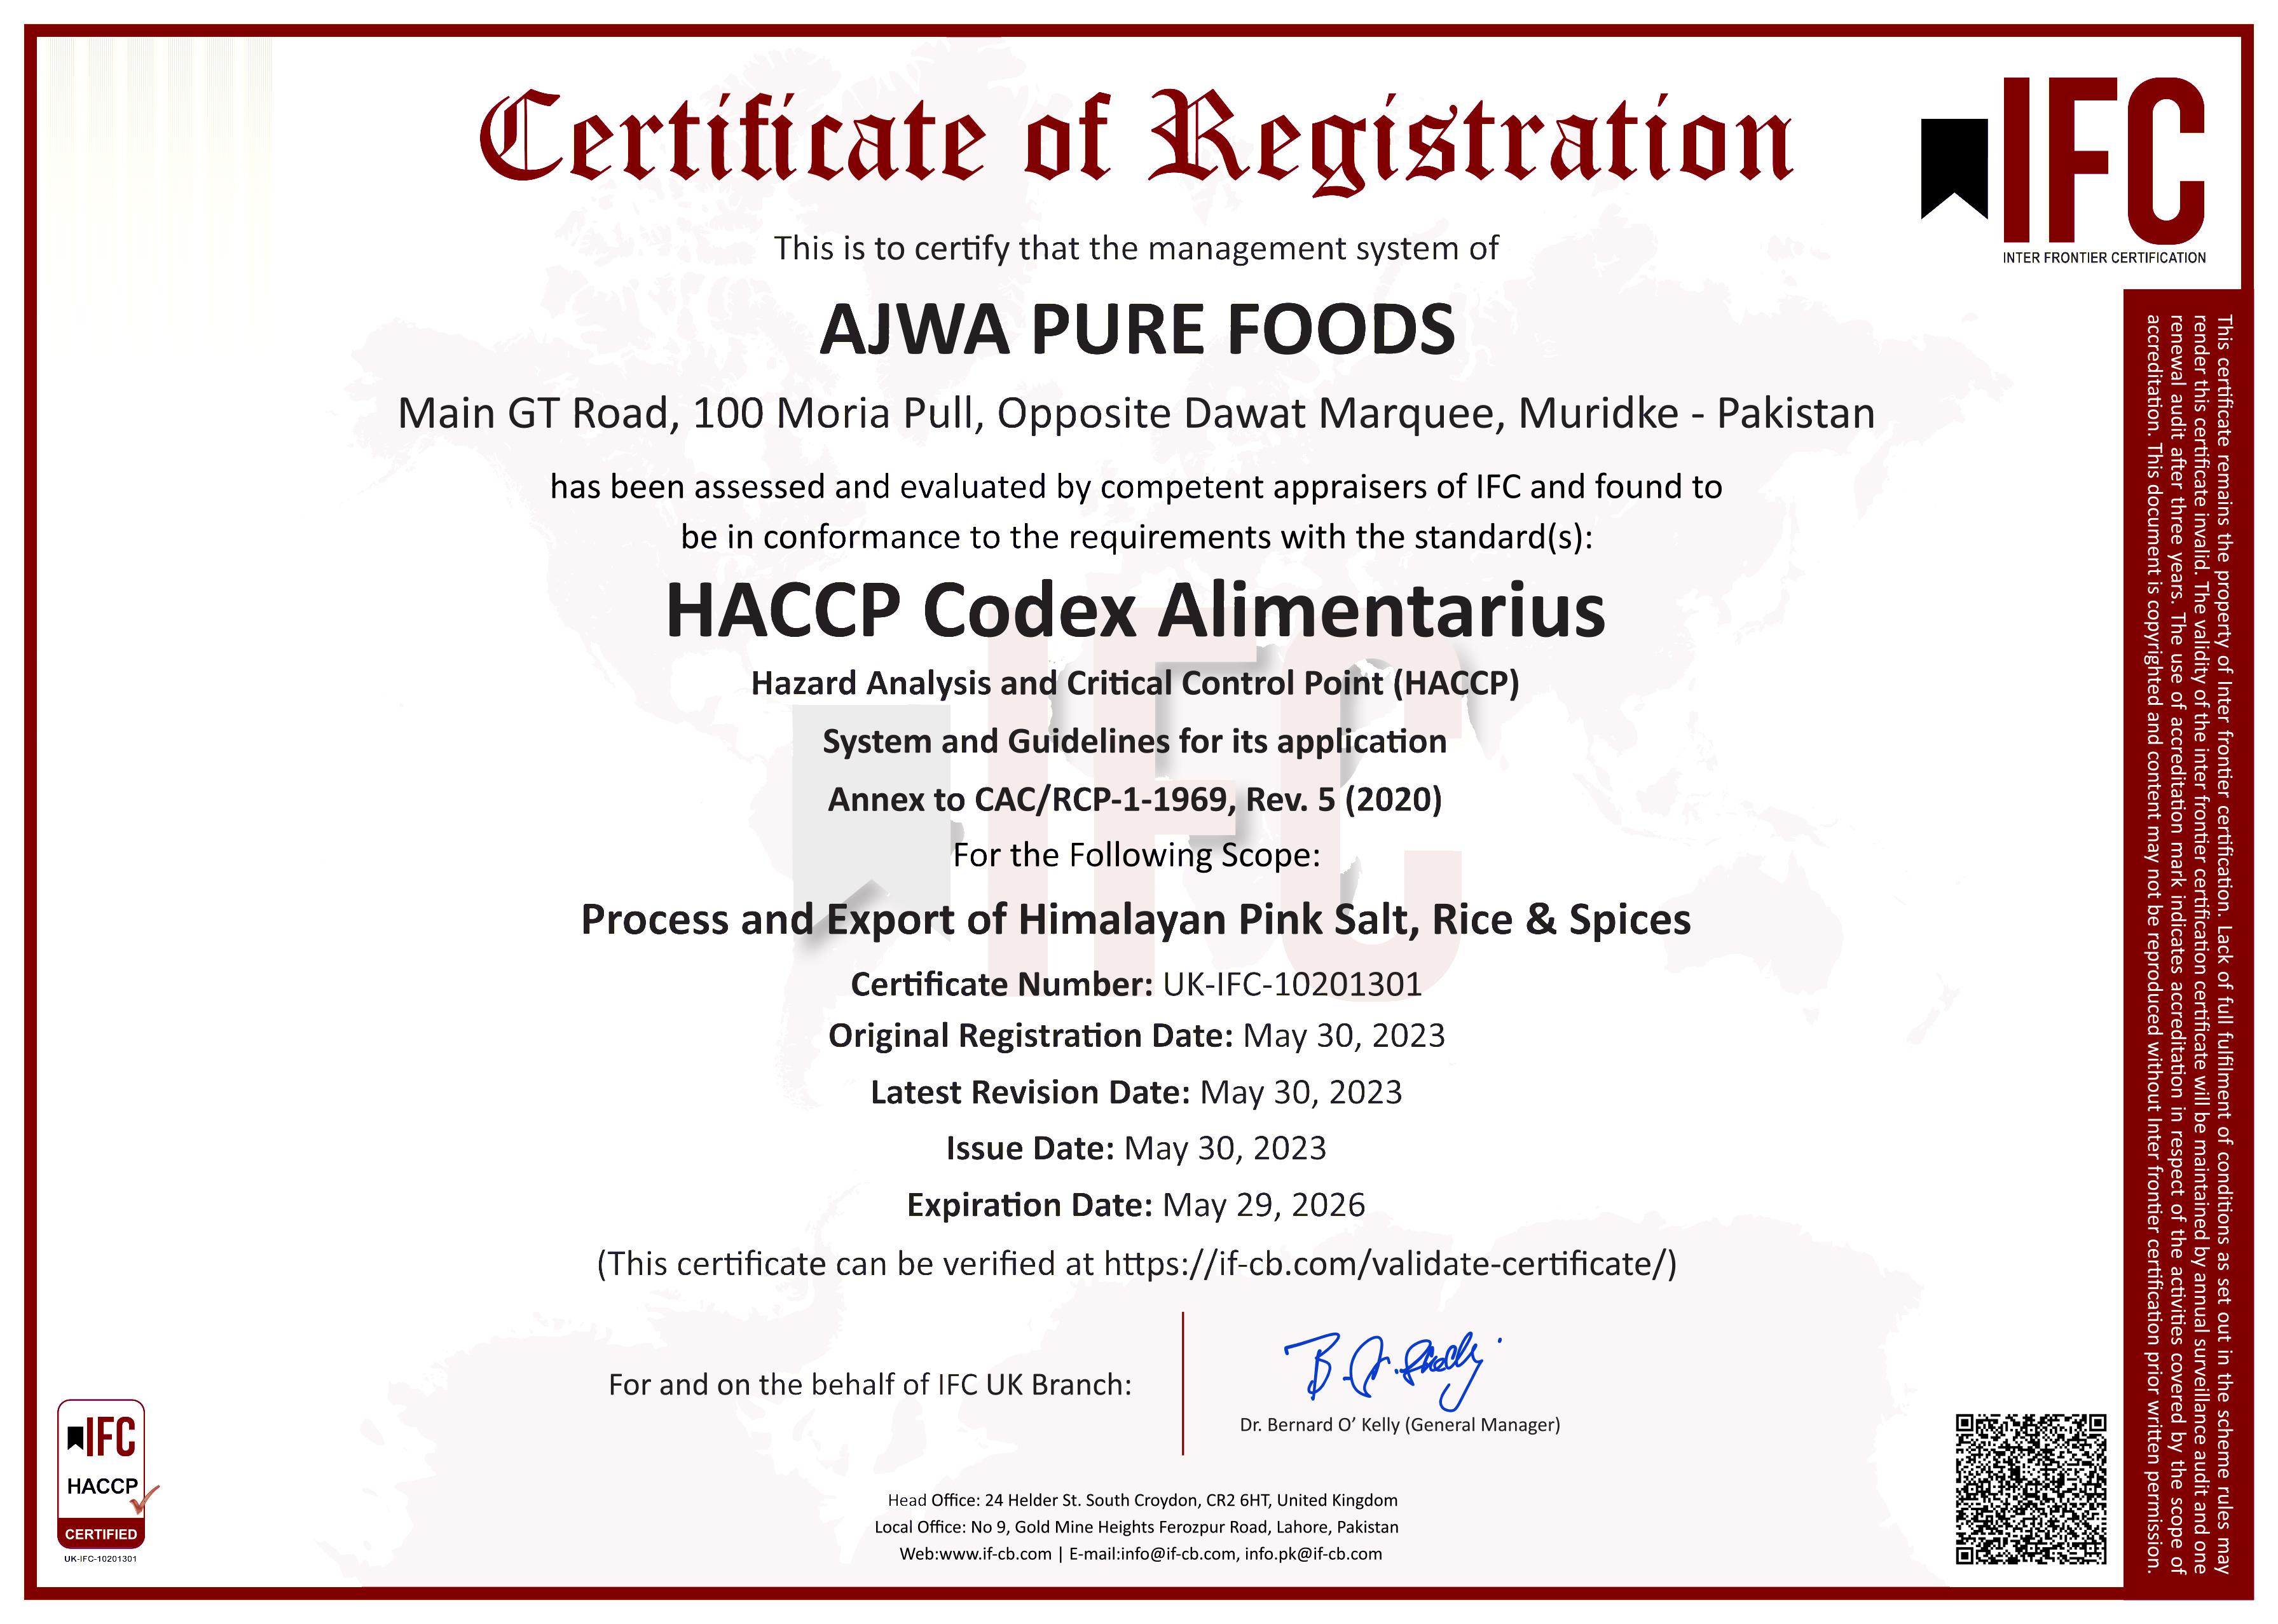 Certificate of Registration
IFC
INTER FRONTIER CERTIFICATION
This is to certify that the management system of
AJWA PURE FOODS
Main GT Road, 100 Moria Pull, Opposite Dawat Marquee, Muridke - Pakistan
has been assessed and evaluated by competent appraisers of IFC and found to
be in conformance to the requirements with the standard(s):
HACCP Codex Alimentarius
Hazard Analysis and Critical Control Point (HACCP)
System and Guidelines for its application
Annex to CAC/RCP-1-1969, Rev. 5 (2020)
For the Following Scope:
Process and Export of Himalayan Pink Salt, Rice & Spices
Certificate Number: UK-IFC-10201301
Original Registration Date: May 30, 2023
Latest Revision Date: May 30, 2023
Issue Date: May 30, 2023
Expiration Date: May 29, 2026
(This certificate can be verified at https://if-cb.com/validate-certificate/)
For and on the behalf of IFC UK Branch:
Dr. Bernard O’ Kelly (General Manager)
Head Office: 24 Helder St. South Croydon, CR2 6HT, United Kingdom
Local Office: No 9, Gold Mine Heights Ferozpur Road, Lahore, Pakistan
Web:www.if-cb.com | E-mail:info@if-cb.com, info.pk@if-cb.com
IFC
HACCP
CERTIFIED
UK-IFC-10201301
This certificate remains the property of Inter frontier certification. Lack of full fulfilment of conditions as set out in the scheme rules may
render this certificate invalid. The validity of the inter frontier certification certificate will be maintained by annual surveillance audit and one
renewal audit after three years. The use of accreditation mark indicates accreditation in respect of the activities covered by the scope of
accreditation. This document is copyrighted and content may not be reproduced without Inter frontier certification prior written permission.
IFC